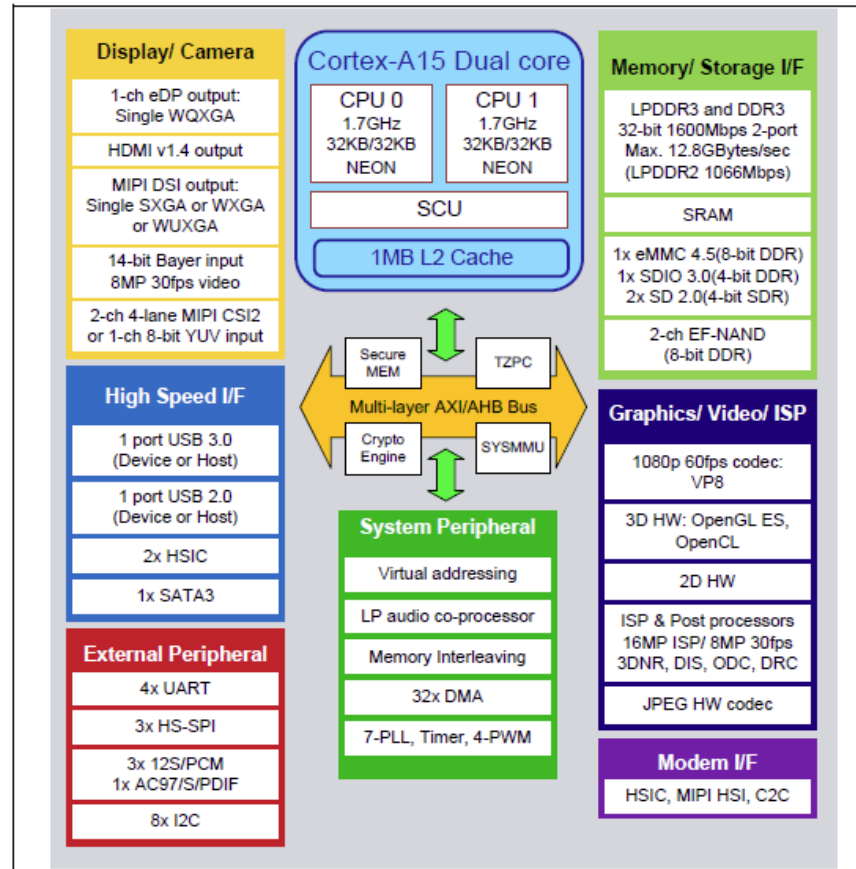 Display/ Camera
1-ch eDP output:
Single WQXGA
HDMI v1.4 output
MIPI DSI output:
Single SXGA or WXGA
or WUXGA
14-bit Bayer input
8MP 30fps video
2-ch 4-lane MIPI CSI2
or 1-ch 8-bit YUV input
High Speed I/F
1 port USB 3.0
(Device or Host)
1 port USB 2.0
(Device or Host)
2x HSIC
1x SATA3
External Peripheral
4x UART
3x HS-SPI
3x 12S/PCM
1x AC97/S/PDIF
8x I2C
Cortex-A15 Dual core
CPU 0
1.7GHz
32KB/32KB
NEON
CPU 1
1.7GHz
32KB/32KB
NEON
SCU
1MB L2 Cache
Secure
MEM
TZPC
Multi-layer AXI/AHB Bus
Crypto
Engine
SYSMMU
System Peripheral
Virtual addressing
LP audio co-processor
Memory Interleaving
32x DMA
7-PLL, Timer, 4-PWM
Memory/ Storage I/F
LPDDR3 and DDR3
32-bit 1600Mbps 2-port
Max. 12.8GBytes/sec
(LPDDR2 1066Mbps)
SRAM
1x eMMC 4.5(8-bit DDR)
1x SDIO 3.0(4-bit DDR)
2x SD 2.0(4-bit SDR)
2-ch EF-NAND
(8-bit DDR)
Graphics/ Video/ ISP
1080p 60fps codec:
VP8
3D HW: OpenGL ES,
OpenCL
2D HW
ISP & Post processors
16MP ISP/ 8MP 30fps
3DNR, DIS, ODC, DRC
JPEG HW codec
Modem I/F
HSIC, MIPI HSI, C2C